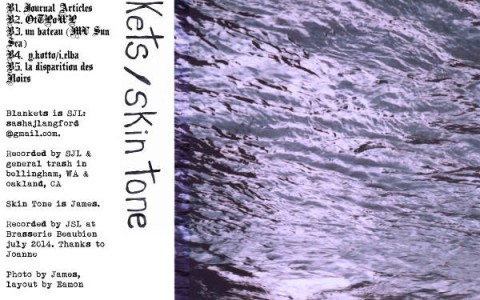 B1. Journal Articles
B2. GtTPoWP
B3. un bateau (MV Sun
Sea)
B4. y.kotto/i.elba
B5. la disparition des
Noirs
Blankets is SJL:
sashajlangford
@gmail.com.
Recorded by SJL &
general trash in
bellingham, WA &
oakland, CA
Skin Tone is James.
Recorded by JSL at
Brasserie Beaubien
july 2014. Thanks to
Joanne
Photo by James,
layout by Eamon
kets/skin tone